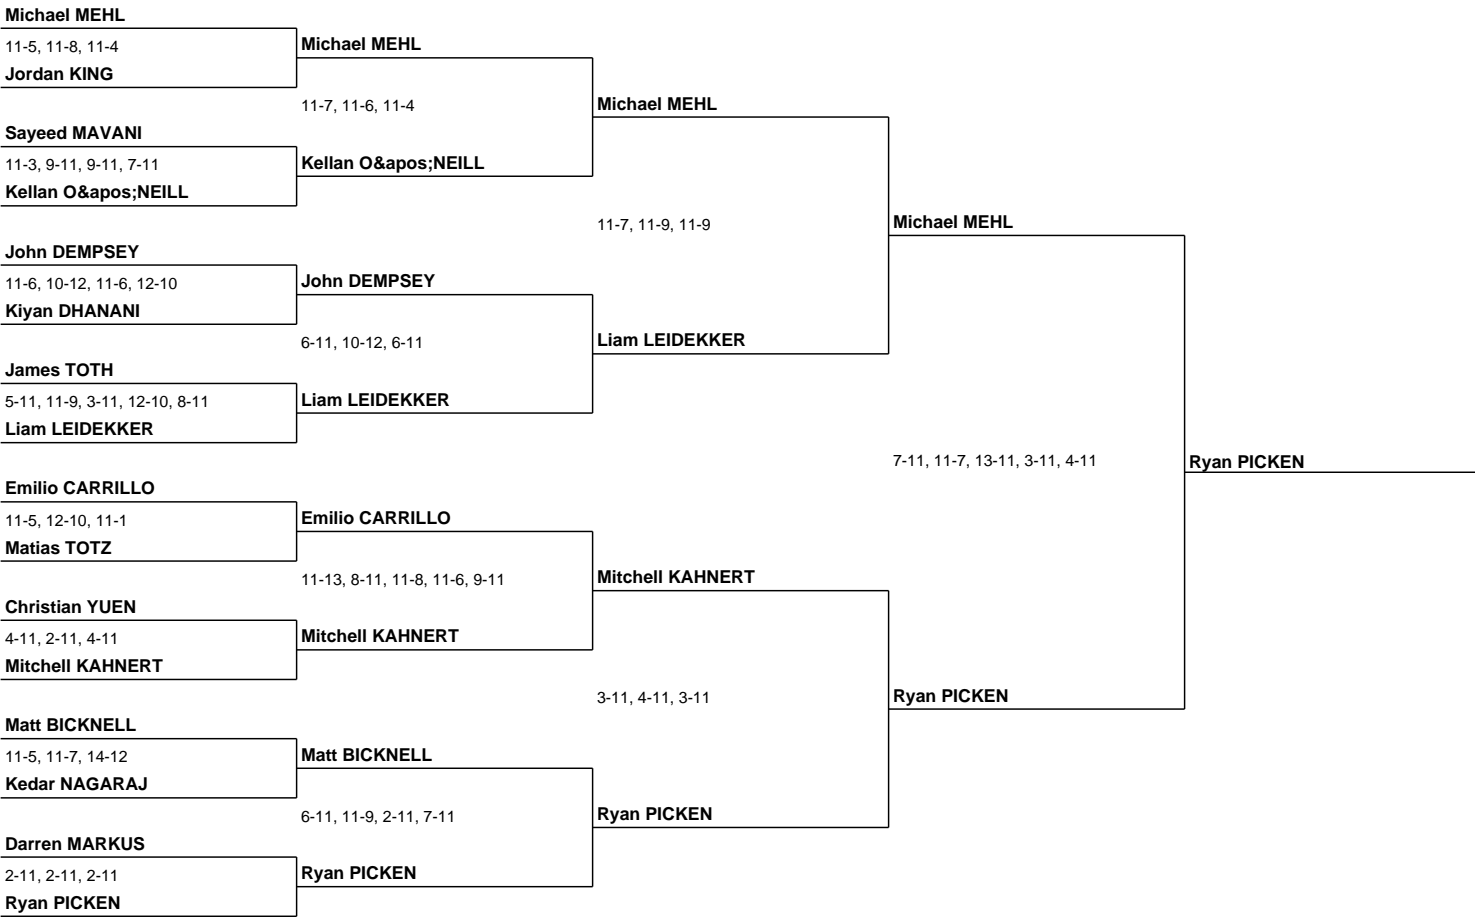 Michael MEHL
11-5, 11-8, 11-4
Jordan KING
Sayeed MAVANI
11-3, 9-11, 9-11, 7-11
Kellan O&apos;NEILL
John DEMPSEY
11-6, 10-12, 11-6, 12-10
Kiyan DHANANI
James TOTH
5-11, 11-9, 3-11, 12-10, 8-11
Liam LEIDEKKER
Emilio CARRILLO
11-5, 12-10, 11-1
Matias TOTZ
Christian YUEN
4-11, 2-11, 4-11
Mitchell KAHNERT
Matt BICKNELL
11-5, 11-7, 14-12
Kedar NAGARAJ
Darren MARKUS
2-11, 2-11, 2-11
Ryan PICKEN
Michael MEHL
11-7, 11-6, 11-4
Kellan O&apos;NEILL
John DEMPSEY
6-11, 10-12, 6-11
Liam LEIDEKKER
Emilio CARRILLO
11-13, 8-11, 11-8, 11-6, 9-11
Mitchell KAHNERT
Matt BICKNELL
6-11, 11-9, 2-11, 7-11
Ryan PICKEN
Michael MEHL
11-7, 11-9, 11-9
Liam LEIDEKKER
Mitchell KAHNERT
3-11, 4-11, 3-11
Ryan PICKEN
Michael MEHL
7-11, 11-7, 13-11, 3-11, 4-11
Ryan PICKEN
Ryan PICKEN